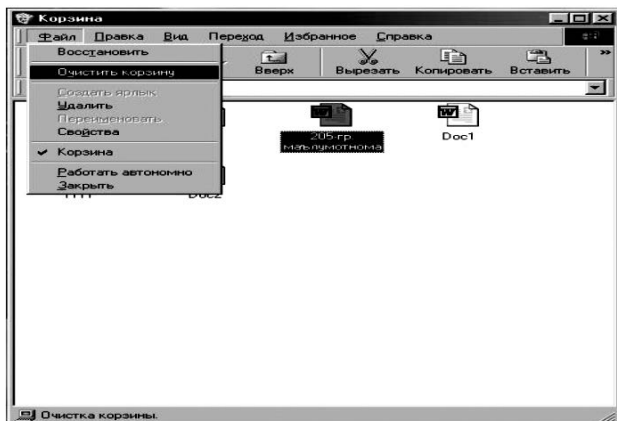 Корзина
Файл Правка Вид Переход Избранное Справка
Восстановить
Очистить корзину
Создать ярлык
Удалить
Переименовать
Свойства
Корзина
Работать автономно
Закрыть
Вверх Вырезать Копировать Вставить
205-гр.
маълумотнома
Doc1
Doc2
Очистка корзины.